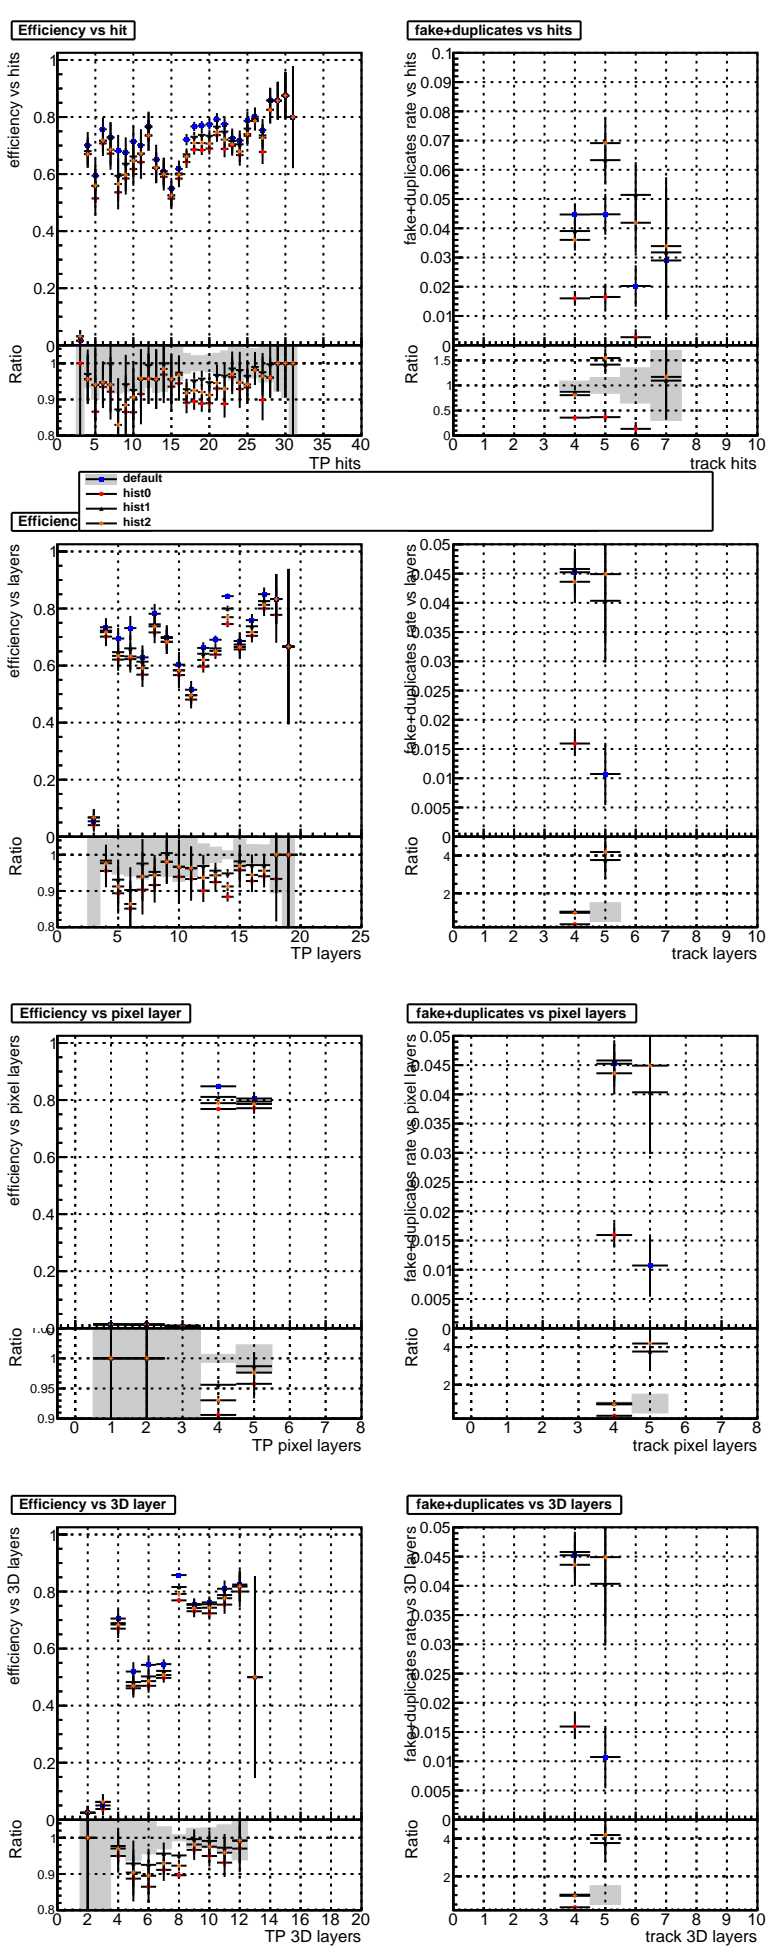 Efficiency vs hit
efficiency vs hits
1
0.8
0.6
0.4
0.2
0
Ratio
1
0.9
0.8
0 5 10 15 20 25 30 35 40
TP hits
fake+duplicates vs hits
fake+duplicates rate vs hits
0.1
0.09
0.08
0.07
0.06
0.05
0.04
0.03
0.02
0.01
0
Ratio
1.5
1
0.5
0
0 1 2 3 4 5 6 7 8 9 10
track hits
default
hist0
hist1
hist2
Efficienc
efficiency vs layers
1
0.8
0.6
0.4
0.2
0
Ratio
1
0.9
0.8
0 5 10 15 20 25
TP layers
fake+duplicates rate vs layers
0.05
0.045
0.04
0.035
0.03
0.025
0.02
0.015
0.01
0.005
0
Ratio
4
2
0 1 2 3 4 5 6 7 8 9 10
track layers
Efficiency vs pixel layer
efficiency vs pixel layers
1
0.8
0.6
0.4
0.2
0
Ratio
1
0.95
0.9
0 1 2 3 4 5 6 7 8
TP pixel layers
fake+duplicates vs pixel layers
fake+duplicates rate vs pixel layers
0.05
0.045
0.04
0.035
0.03
0.025
0.02
0.015
0.01
0.005
0
Ratio
4
2
0 1 2 3 4 5 6 7 8
track pixel layers
Efficiency vs 3D layer
efficiency vs 3D layers
1
0.8
0.6
0.4
0.2
0
Ratio
1
0.9
0.8
0 2 4 6 8 10 12 14 16 18 20
TP 3D layers
fake+duplicates vs 3D layers
fake+duplicates rate vs 3D layers
0.05
0.045
0.04
0.035
0.03
0.025
0.02
0.015
0.01
0.005
0
Ratio
4
2
0 1 2 3 4 5 6 7 8 9 10
track 3D layers